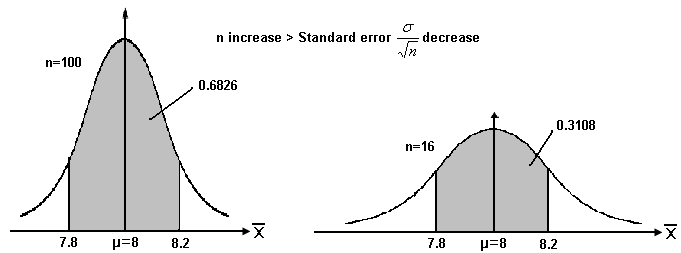 n increase > Standard error σ/√n decrease
n=100
0.6826
7.8 μ=8 8.2 X̅
n=16
0.3108
7.8 μ=8 8.2 X̅